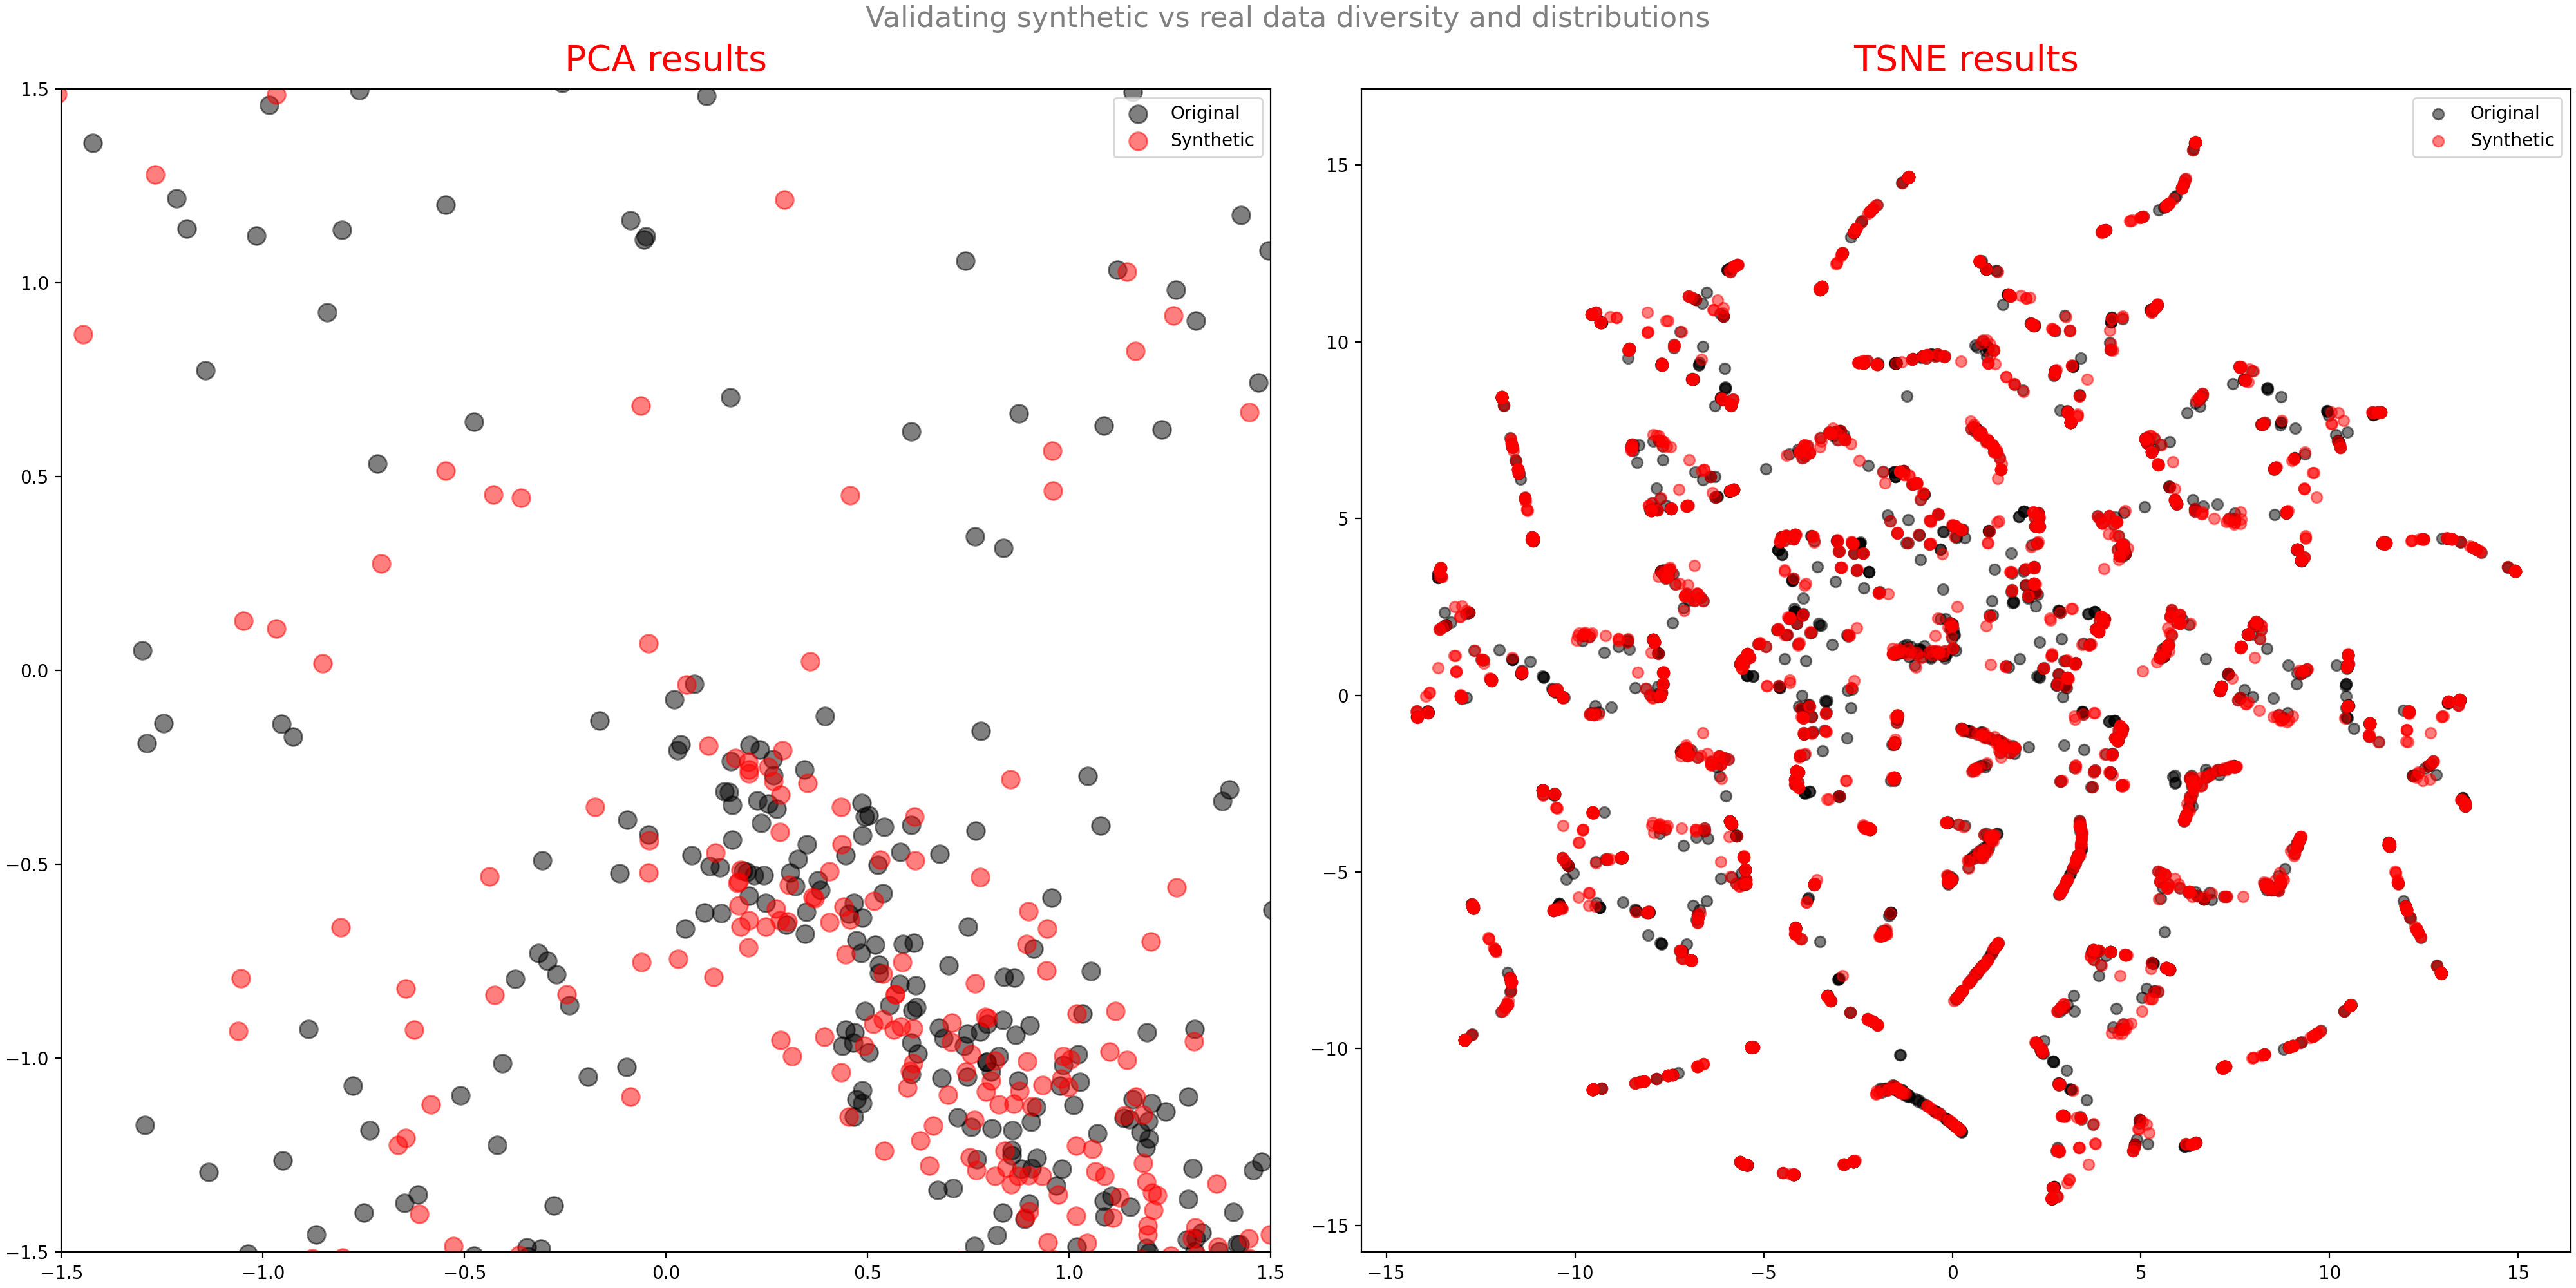 Validating synthetic vs real data diversity and distributions
PCA results
TSNE results
Original
Synthetic
1.5
1.0
0.5
0.0
−0.5
−1.0
−1.5
−1.5 −1.0 −0.5 0.0 0.5 1.0 1.5
Original
Synthetic
15
10
5
0
−5
−10
−15
−15 −10 −5 0 5 10 15